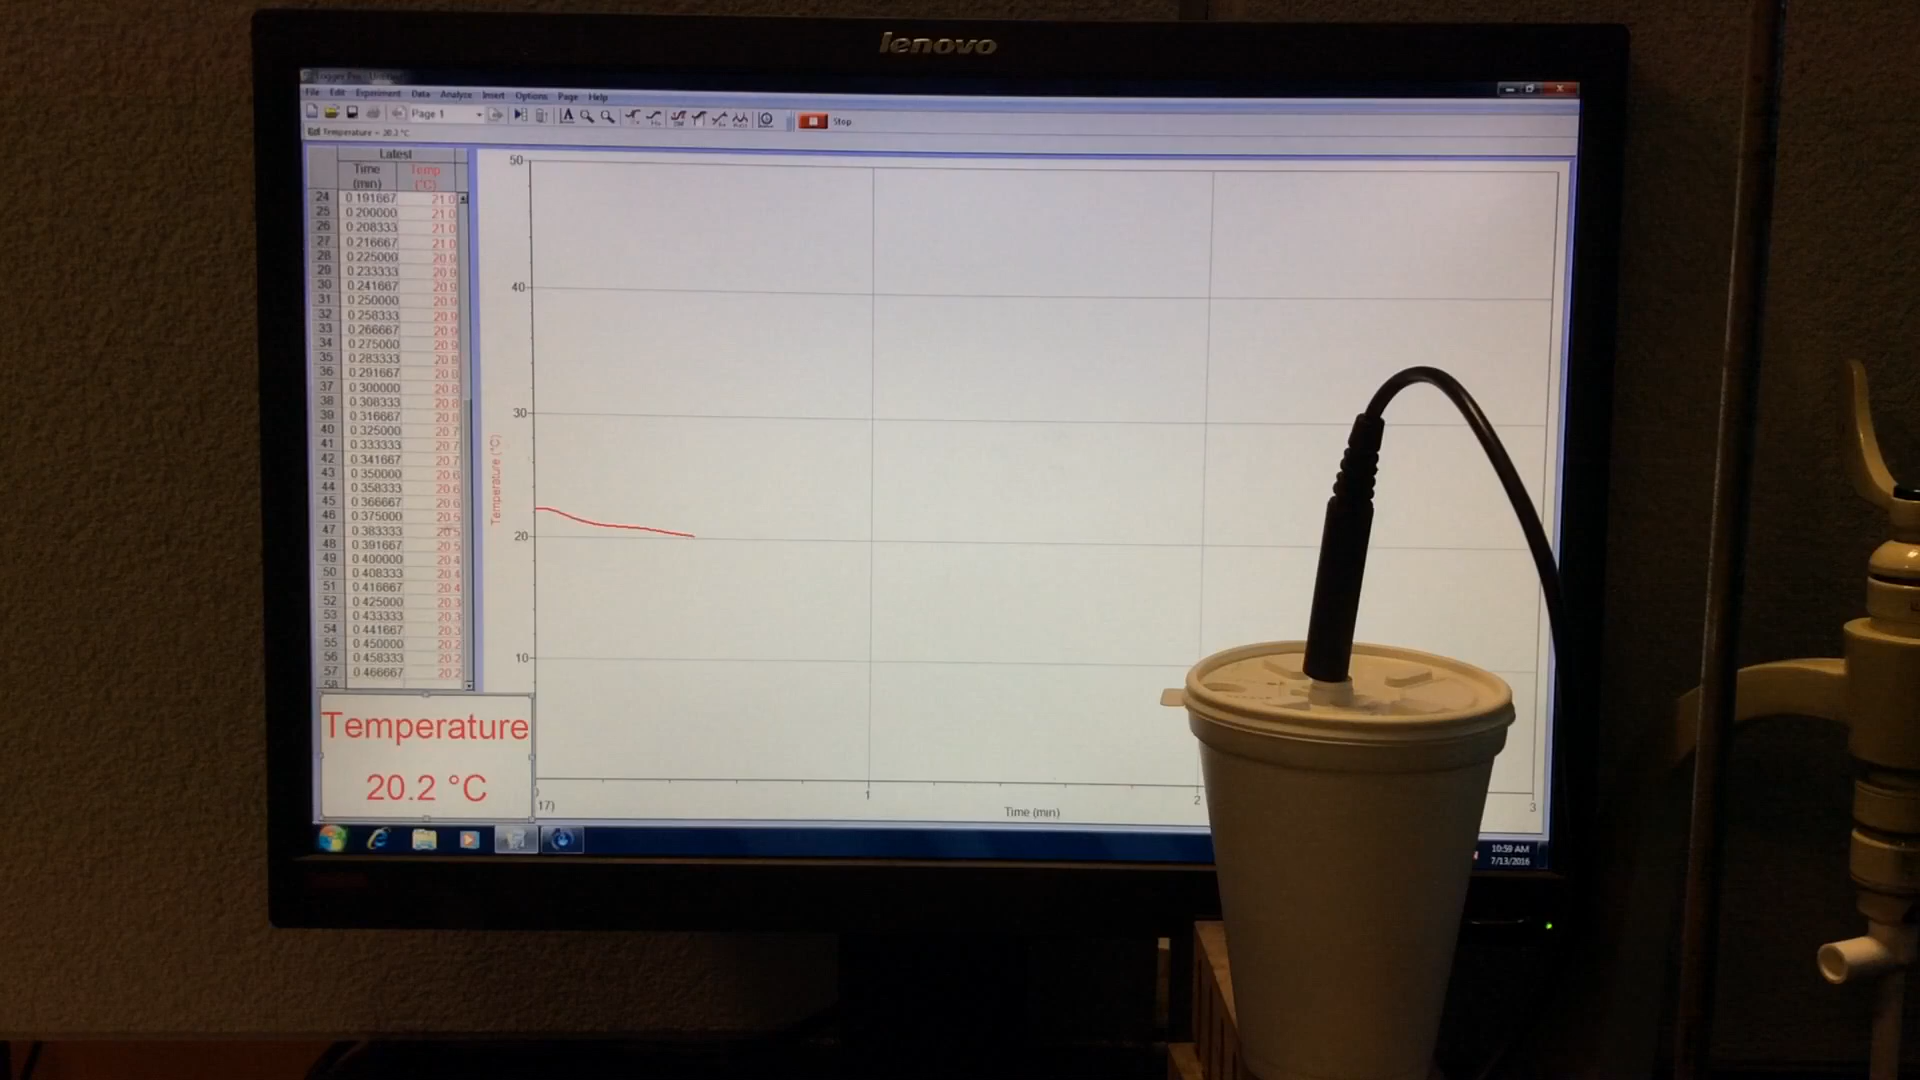 lenovo
Logger Pro - Untitled
File Edit Experiment Data Analyze Insert Options Page Help
Page 1
Stop
Temperature = 20.2 °C
Latest
Time Temp
(min) (°C)
24 0.191667 21.0
25 0.200000 21.0
26 0.208333 21.0
27 0.216667 21.0
28 0.225000 20.9
29 0.233333 20.9
30 0.241667 20.9
31 0.250000 20.9
32 0.258333 20.9
33 0.266667 20.9
34 0.275000 20.9
35 0.283333 20.8
36 0.291667 20.8
37 0.300000 20.8
38 0.308333 20.8
39 0.316667 20.8
40 0.325000 20.7
41 0.333333 20.7
42 0.341667 20.7
43 0.350000 20.6
44 0.358333 20.6
45 0.366667 20.6
46 0.375000 20.5
47 0.383333 20.5
48 0.391667 20.5
49 0.400000 20.4
50 0.408333 20.4
51 0.416667 20.4
52 0.425000 20.3
53 0.433333 20.3
54 0.441667 20.3
55 0.450000 20.2
56 0.458333 20.2
57 0.466667 20.2
58
Temperature
20.2 °C
50
40
30
20
10
Temperature (°C)
17)
1
2
3
Time (min)
10:59 AM
7/13/2016